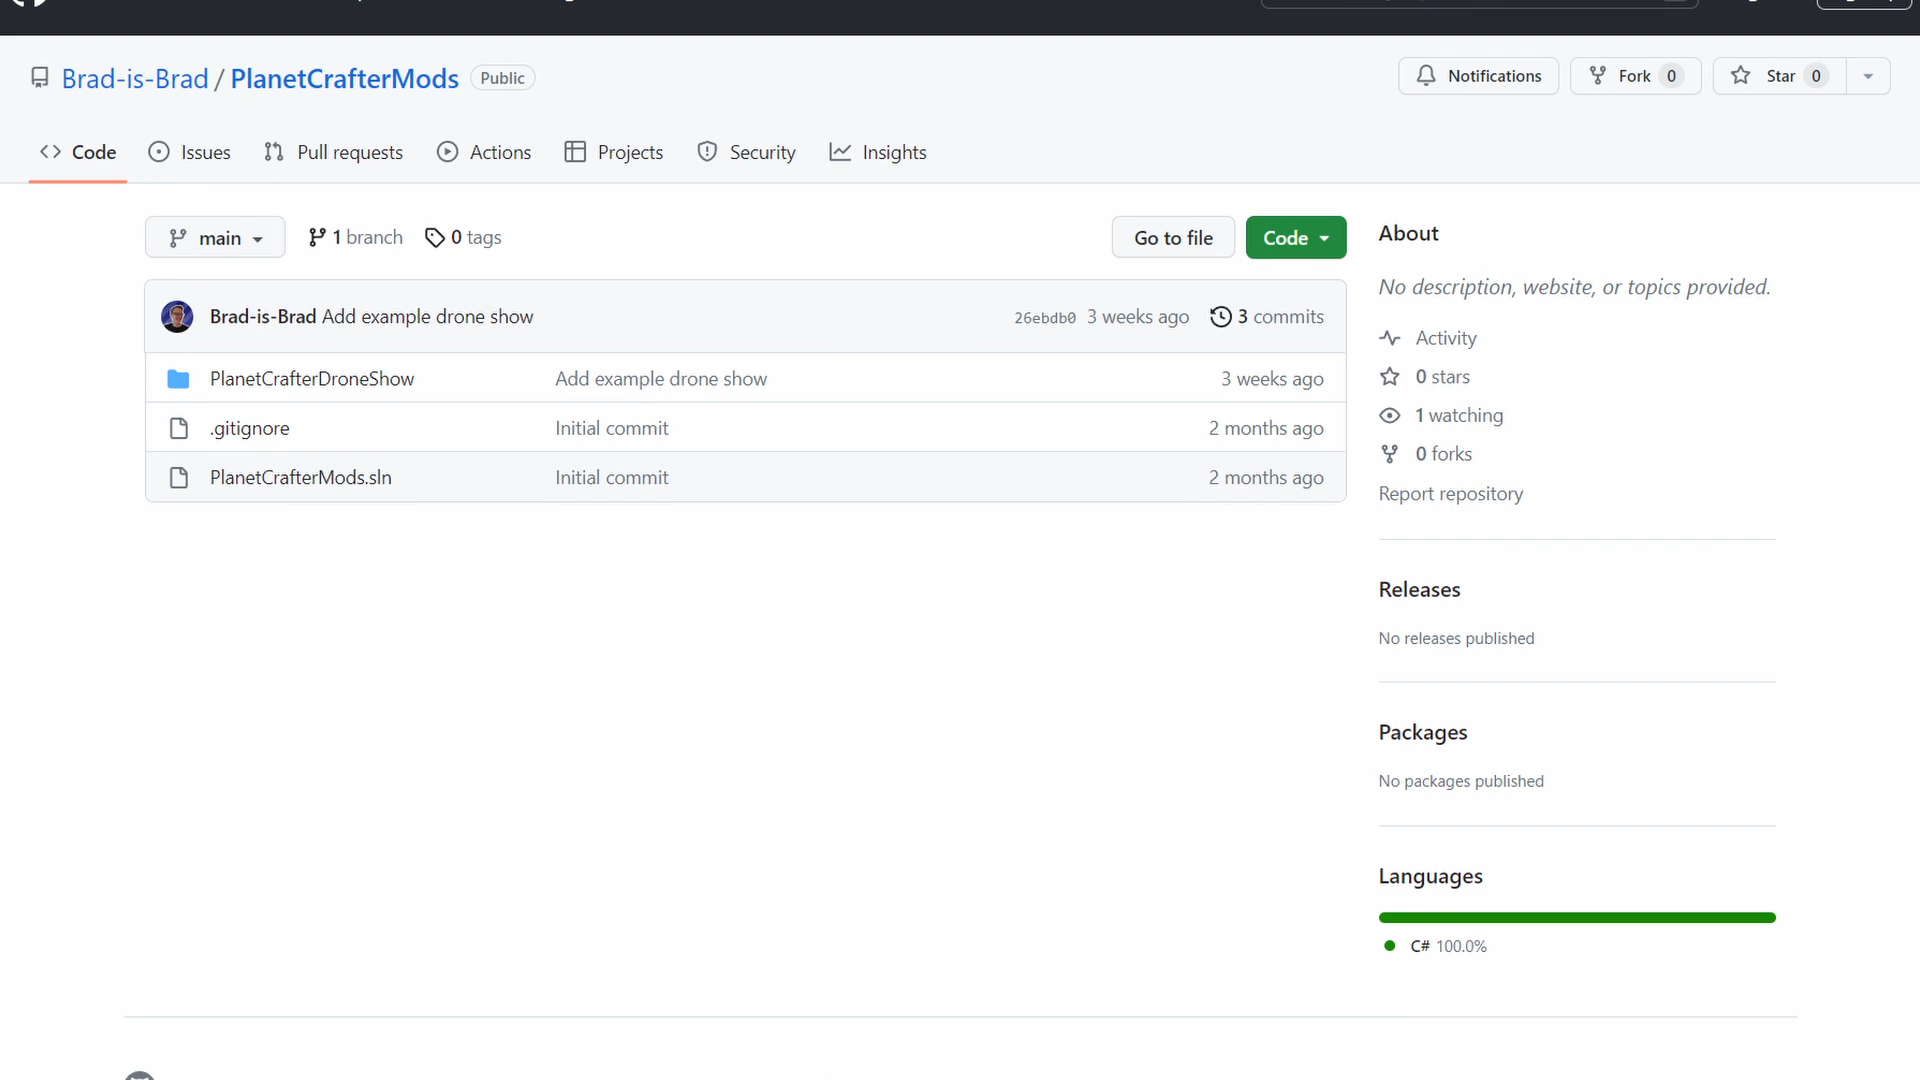 Brad-is-Brad / PlanetCrafterMods Public
Notifications Fork 0 Star 0
Code Issues Pull requests Actions Projects Security Insights
main 1 branch 0 tags Go to file Code
Brad-is-Brad Add example drone show 26ebdb0 3 weeks ago 3 commits
PlanetCrafterDroneShow Add example drone show 3 weeks ago
.gitignore Initial commit 2 months ago
PlanetCrafterMods.sln Initial commit 2 months ago
About
No description, website, or topics provided.
Activity
0 stars
1 watching
0 forks
Report repository
Releases
No releases published
Packages
No packages published
Languages
C# 100.0%